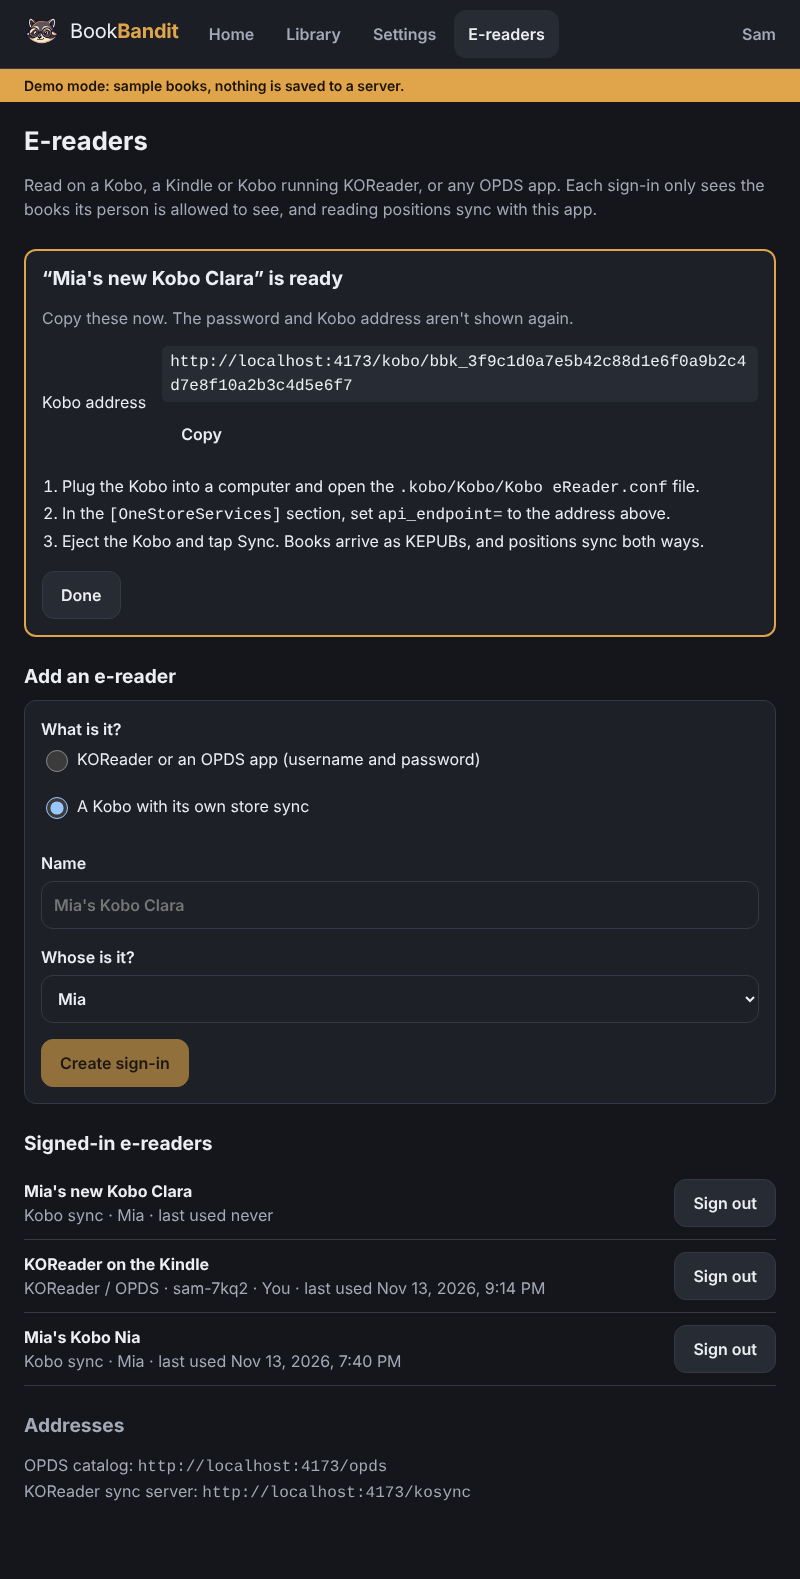 BookBandit Home Library Settings E-readers Sam
Demo mode: sample books, nothing is saved to a server.
E-readers
Read on a Kobo, a Kindle or Kobo running KOReader, or any OPDS app. Each sign-in only sees the
books its person is allowed to see, and reading positions sync with this app.
“Mia's new Kobo Clara” is ready
Copy these now. The password and Kobo address aren't shown again.
Kobo address
http://localhost:4173/kobo/bbk_3f9c1d0a7e5b42c88d1e6f0a9b2c4
d7e8f10a2b3c4d5e6f7
Copy
1. Plug the Kobo into a computer and open the .kobo/Kobo/Kobo eReader.conf file.
2. In the [OneStoreServices] section, set api_endpoint= to the address above.
3. Eject the Kobo and tap Sync. Books arrive as KEPUBs, and positions sync both ways.
Done
Add an e-reader
What is it?
KOReader or an OPDS app (username and password)
A Kobo with its own store sync
Name
Mia's Kobo Clara
Whose is it?
Mia
Create sign-in
Signed-in e-readers
Mia's new Kobo Clara
Kobo sync · Mia · last used never
Sign out
KOReader on the Kindle
KOReader / OPDS · sam-7kq2 · You · last used Nov 13, 2026, 9:14 PM
Sign out
Mia's Kobo Nia
Kobo sync · Mia · last used Nov 13, 2026, 7:40 PM
Sign out
Addresses
OPDS catalog: http://localhost:4173/opds
KOReader sync server: http://localhost:4173/kosync